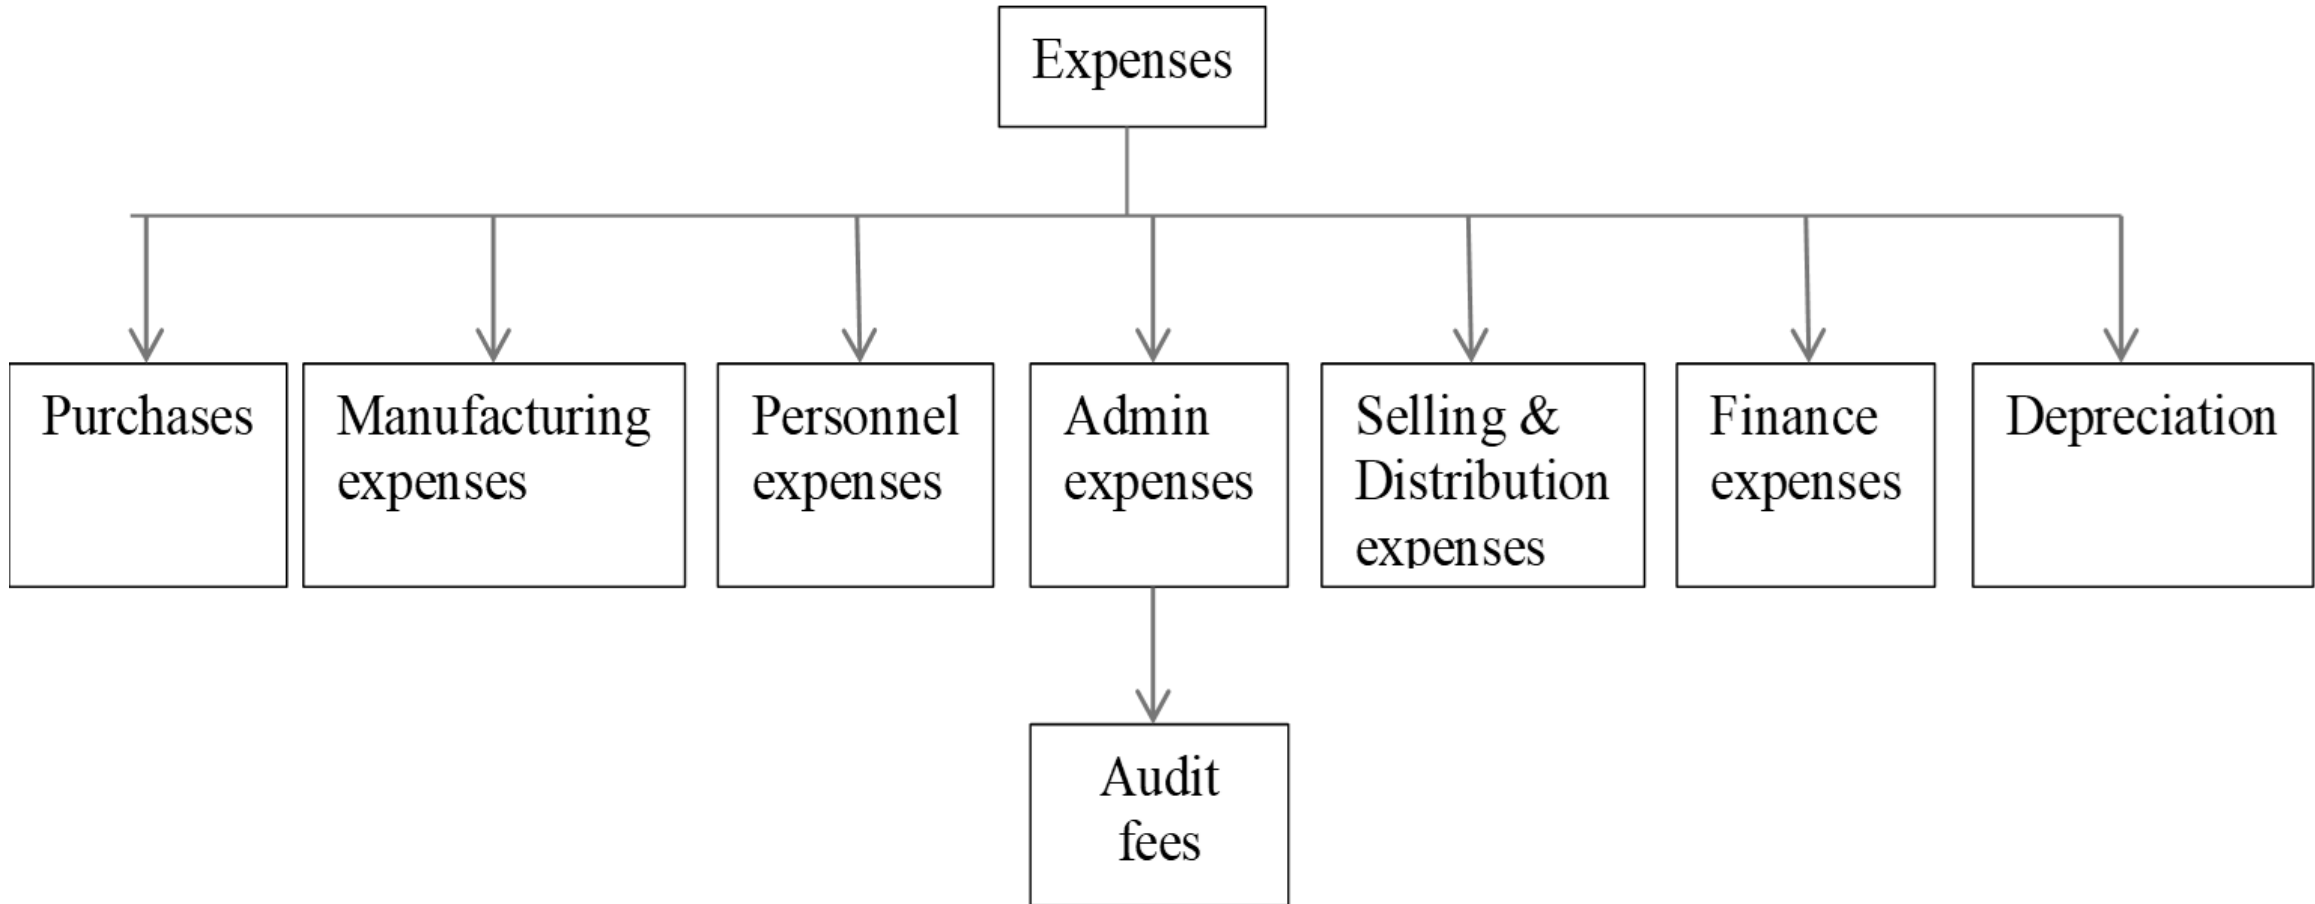 Expenses
Purchases
Manufacturing
expenses
Personnel
expenses
Admin
expenses
Selling &
Distribution
expenses
Finance
expenses
Depreciation
Audit
fees